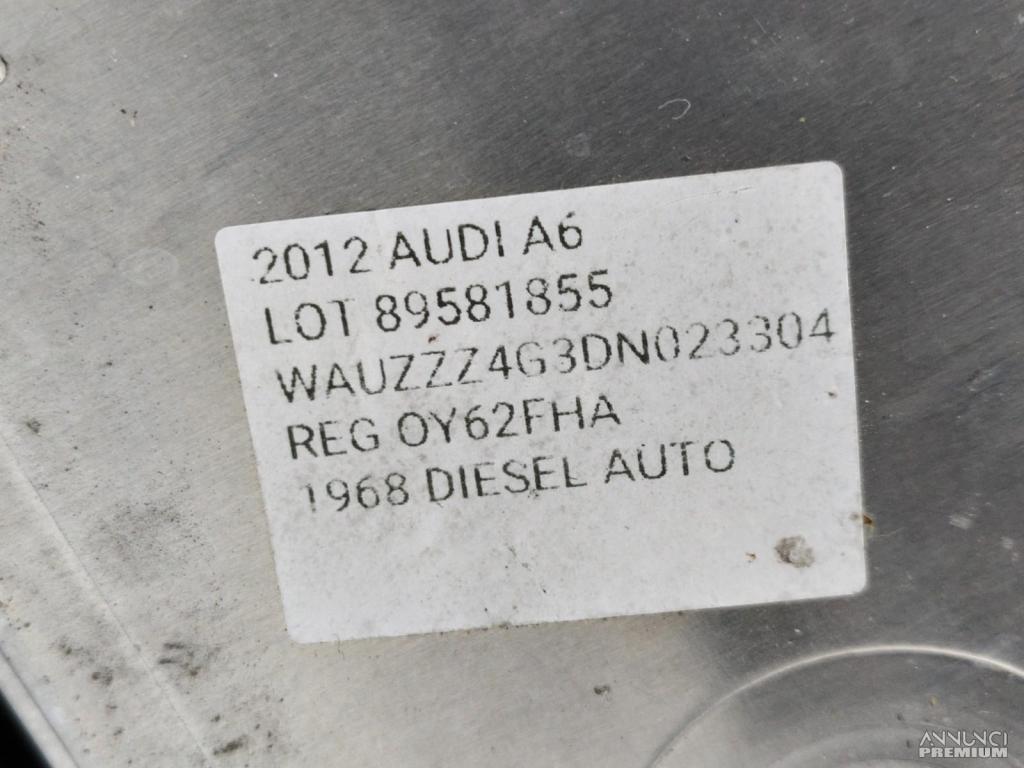 2012 AUDI A6
LOT 89581855
WAUZZZ4G3DN023304
REG OY62FHA
1968 DIESEL AUTO
ANNUNCI
PREMIUM